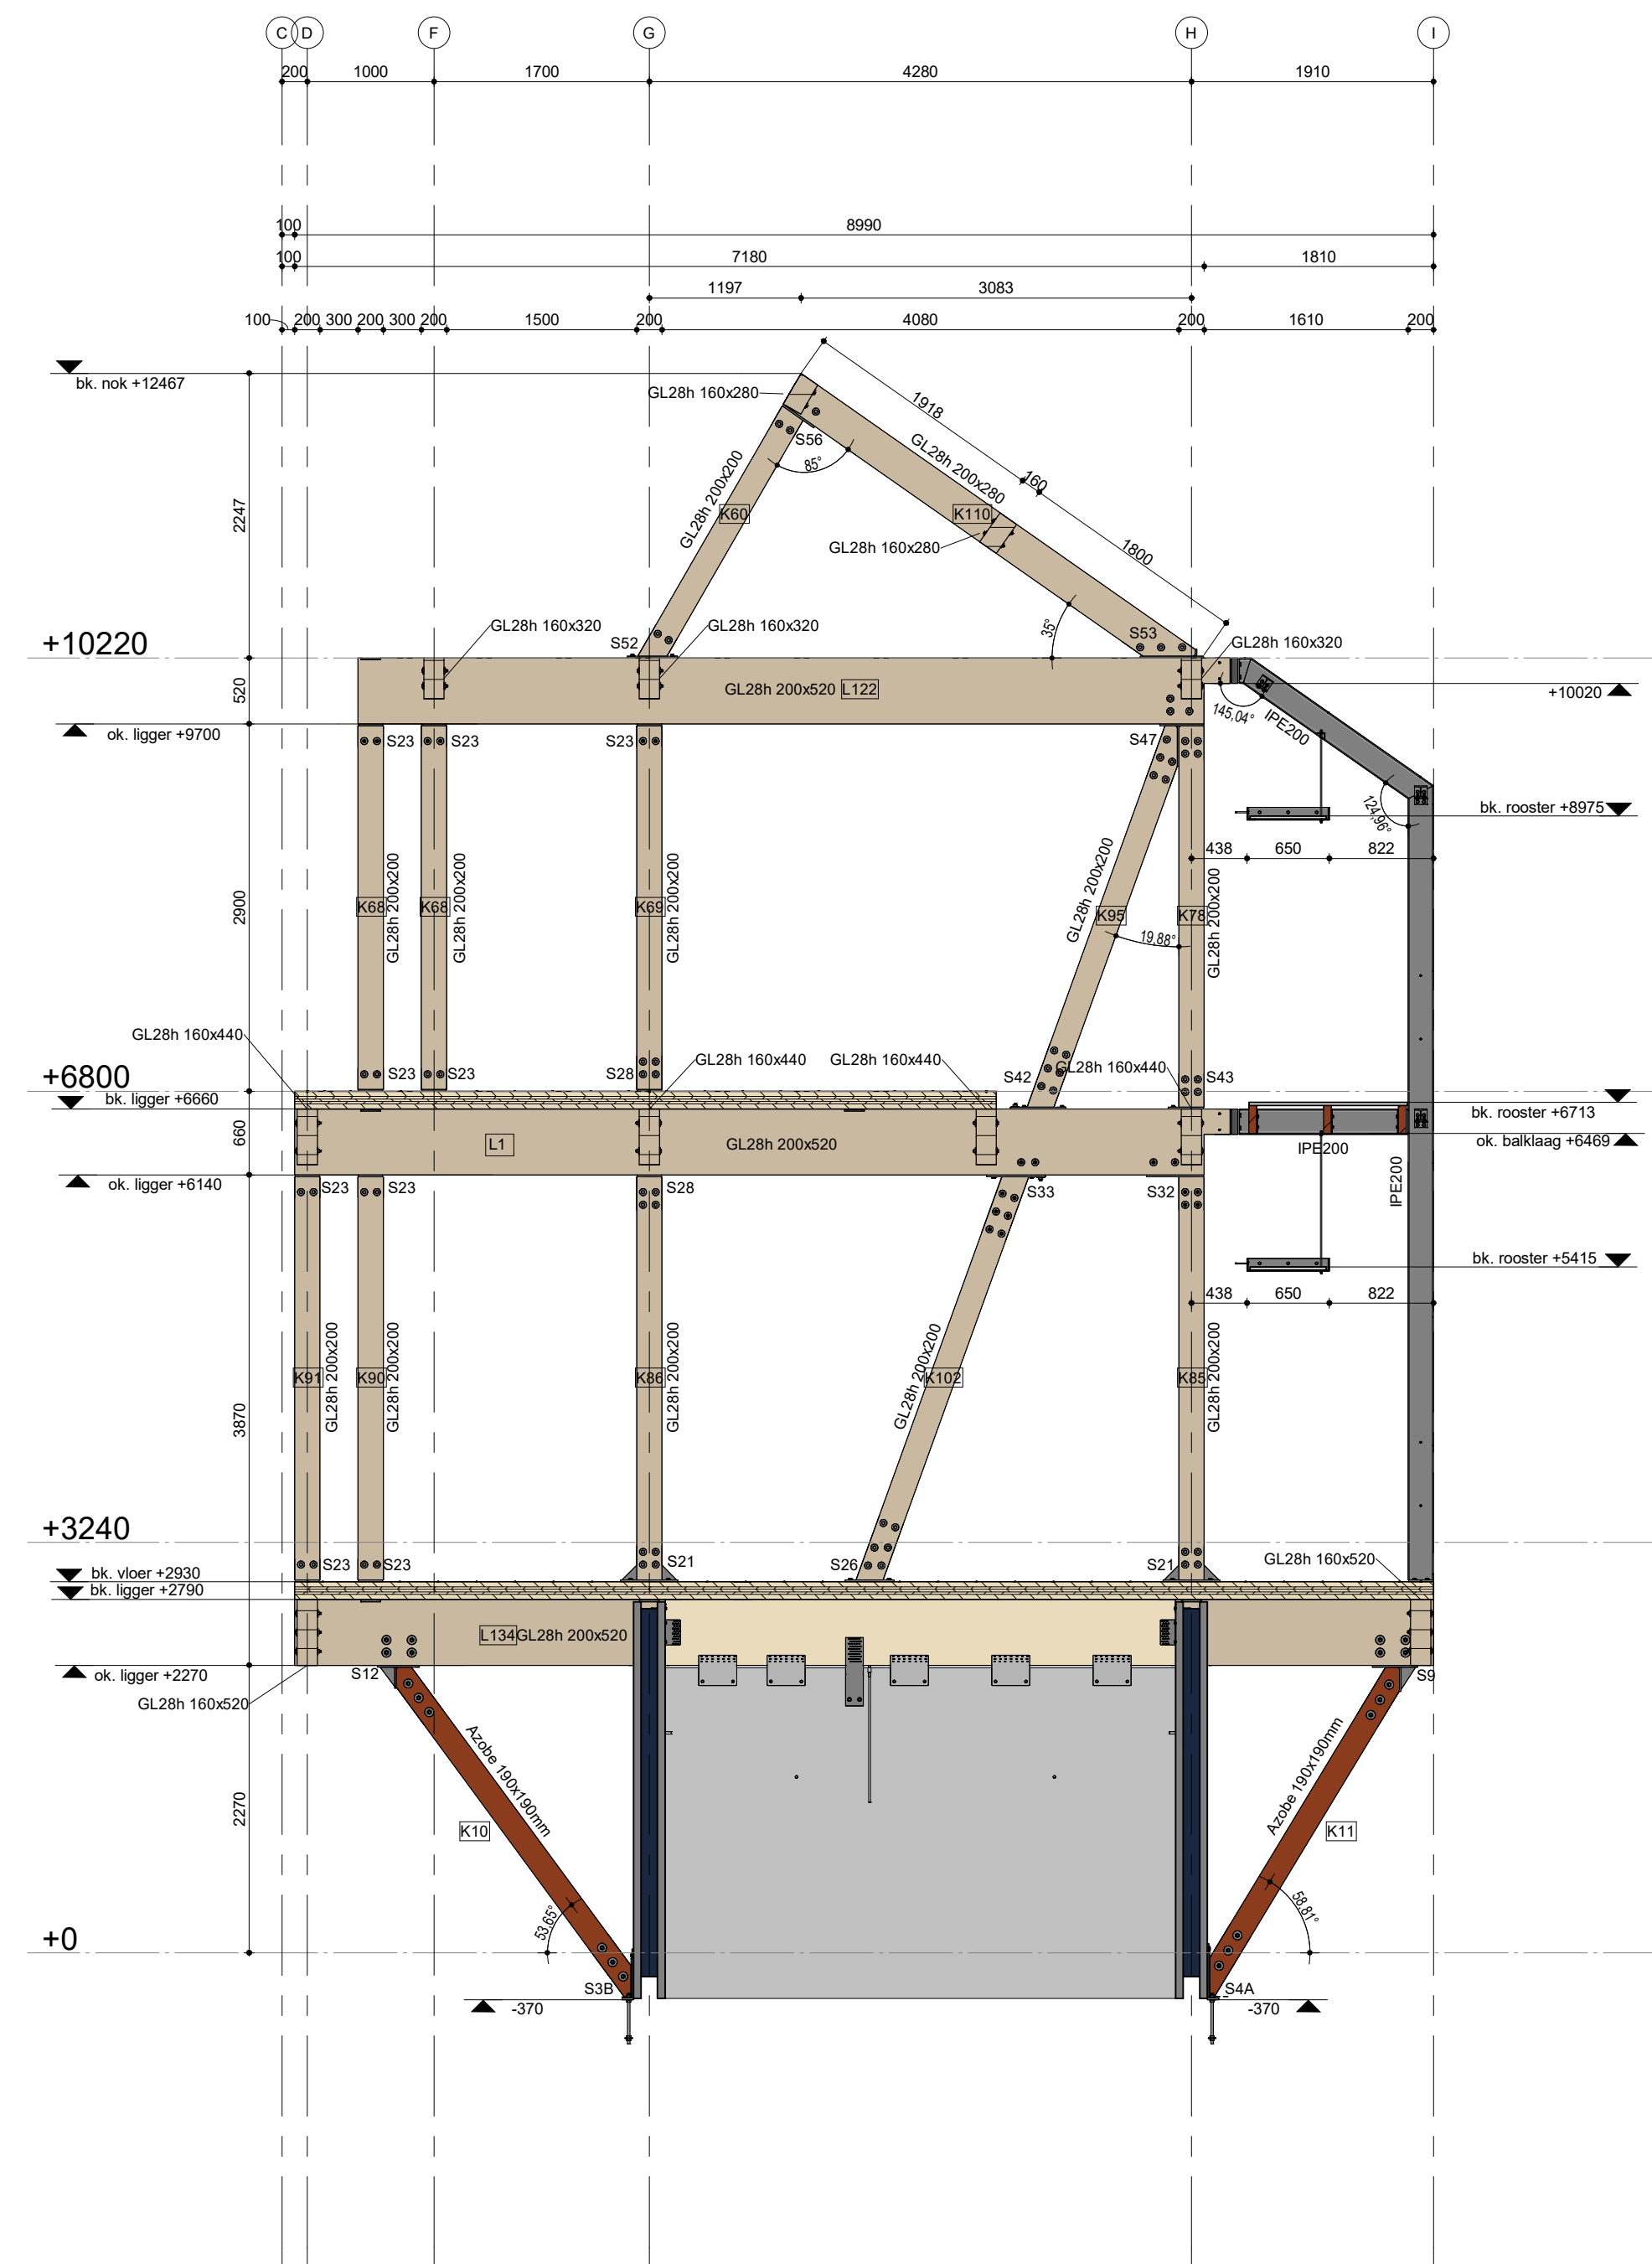 C D F G H I
200 1000 1700 4280 1910
100 8990
100 7180 1810
1197 3083
100 200 300 200 300 200 1500 200 4080 200 1610 200
bk. nok +12467
GL28h 160x280
1918
S56
85°
GL28h 200x280
160
GL28h 200x200
K60
K110
2247
GL28h 160x280
1800
35°
+10220
GL28h 160x320
S52
GL28h 160x320
S53
GL28h 160x320
520
GL28h 200x520 L122
+10020
145,04°
IPE200
ok. ligger +9700
S23 S23 S23 S47
bk. rooster +8975
124,96°
438 650 822
2900
K68
GL28h 200x200
K68
GL28h 200x200
K69
GL28h 200x200
GL28h 200x200
K95
K78
GL28h 200x200
19,88°
GL28h 160x440
GL28h 160x440
GL28h 160x440
GL28h 160x440
+6800
S23 S23 S28 S42 S43
bk. ligger +6660
bk. rooster +6713
660
L1
GL28h 200x520
ok. balklaag +6469
IPE200
IPE200
ok. ligger +6140
S23 S23 S28 S33 S32
bk. rooster +5415
438 650 822
3870
K91
GL28h 200x200
K90
GL28h 200x200
K86
GL28h 200x200
GL28h 200x200
K102
K85
GL28h 200x200
+3240
S23 S23 S21 S26 S21
GL28h 160x520
bk. vloer +2930
bk. ligger +2790
L134 GL28h 200x520
ok. ligger +2270
S12 S9
GL28h 160x520
Azobe 190x190mm
K10
Azobe 190x190mm
K11
2270
53,65°
58,81°
+0
S3B S4A
-370 -370